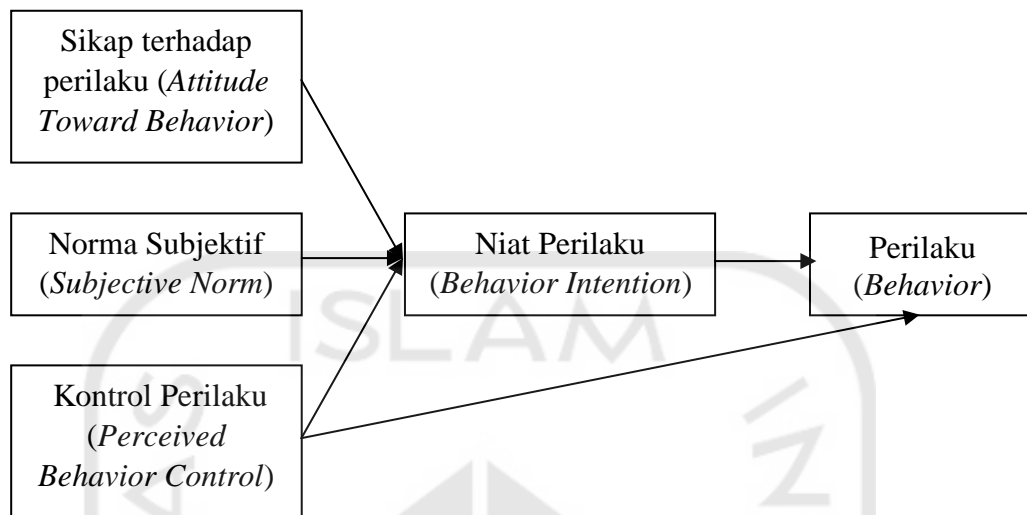 Sikap terhadap
perilaku (Attitude
Toward Behavior)
Norma Subjektif
(Subjective Norm)
Niat Perilaku
(Behavior Intention)
Perilaku
(Behavior)
Kontrol Perilaku
(Perceived
Behavior Control)
ISLAM